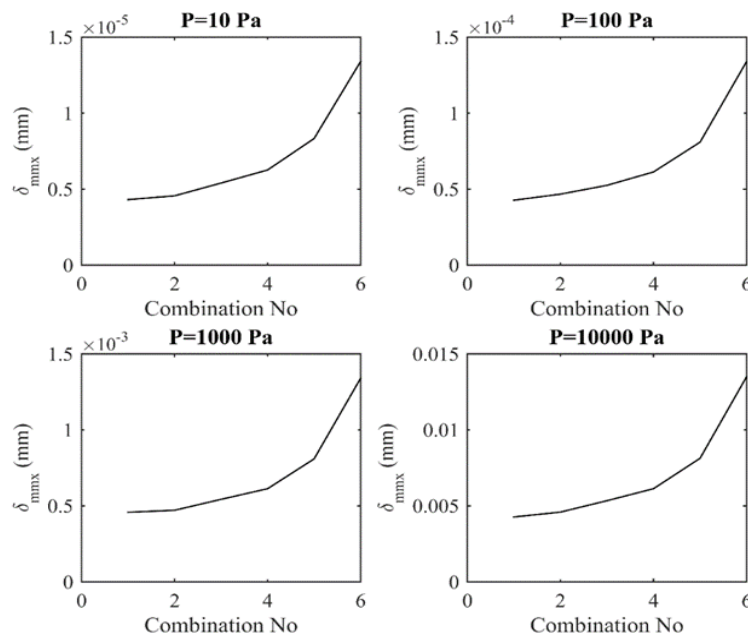 P=10 Pa
×10⁻⁵
1.5
1
0.5
0
δmmx (mm)
0 2 4 6
Combination No
P=100 Pa
×10⁻⁴
1.5
1
0.5
0
δmmx (mm)
0 2 4 6
Combination No
P=1000 Pa
×10⁻³
1.5
1
0.5
0
δmmx (mm)
0 2 4 6
Combination No
P=10000 Pa
0.015
0.01
0.005
0
δmmx (mm)
0 2 4 6
Combination No